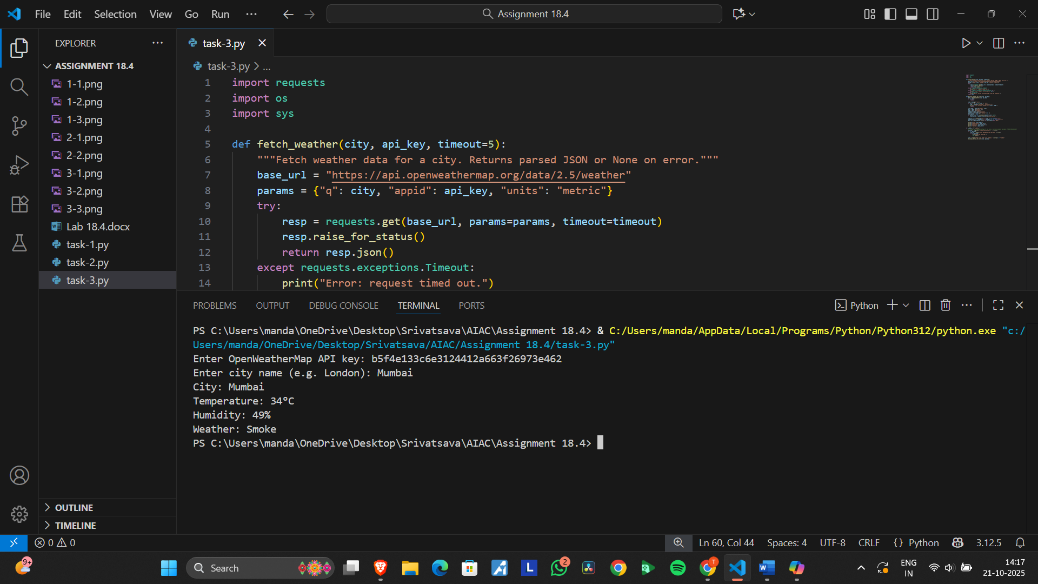 File Edit Selection View Go Run ···
Assignment 18.4
EXPLORER ···
ASSIGNMENT 18.4
1-1.png
1-2.png
1-3.png
2-1.png
2-2.png
3-1.png
3-2.png
3-3.png
Lab 18.4.docx
task-1.py
task-2.py
task-3.py
OUTLINE
TIMELINE
task-3.py
task-3.py > ...
1 import requests
2 import os
3 import sys
4
5 def fetch_weather(city, api_key, timeout=5):
6 """Fetch weather data for a city. Returns parsed JSON or None on error."""
7 base_url = "https://api.openweathermap.org/data/2.5/weather"
8 params = {"q": city, "appid": api_key, "units": "metric"}
9 try:
10 resp = requests.get(base_url, params=params, timeout=timeout)
11 resp.raise_for_status()
12 return resp.json()
13 except requests.exceptions.Timeout:
14 print("Error: request timed out.")
PROBLEMS OUTPUT DEBUG CONSOLE TERMINAL PORTS
Python
PS C:\Users\manda\OneDrive\Desktop\Srivatsava\AIAC\Assignment 18.4> & C:/Users/manda/AppData/Local/Programs/Python/Python312/python.exe "c:/
Users/manda/OneDrive/Desktop/Srivatsava/AIAC/Assignment 18.4/task-3.py"
Enter OpenWeatherMap API key: b5f4e133c6e3124412a663f26973e462
Enter city name (e.g. London): Mumbai
City: Mumbai
Temperature: 34°C
Humidity: 49%
Weather: Smoke
PS C:\Users\manda\OneDrive\Desktop\Srivatsava\AIAC\Assignment 18.4>
0 0
Ln 60, Col 44 Spaces: 4 UTF-8 CRLF {} Python 3.12.5
Search
ENG
IN
14:17
21-10-2025